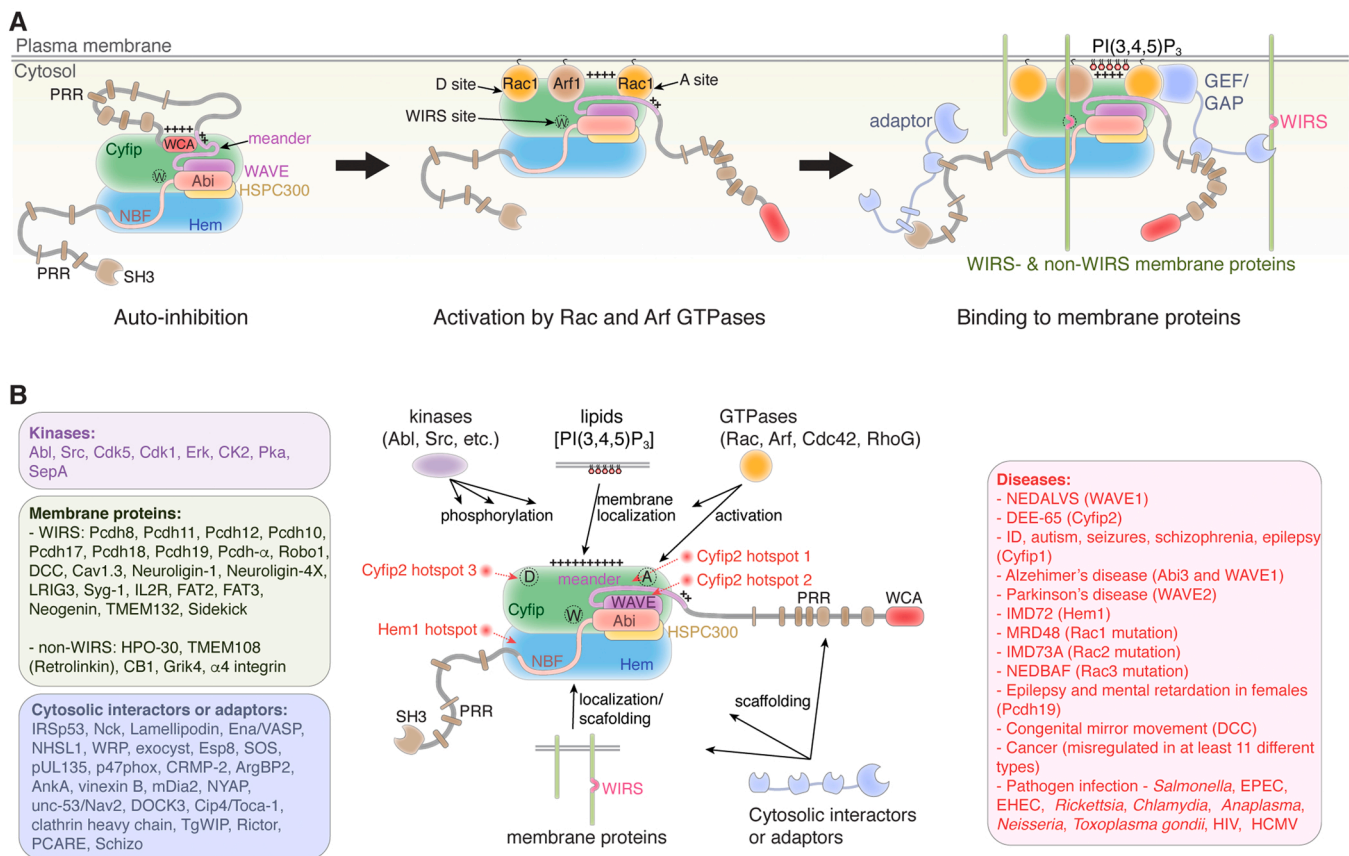 A
Plasma membrane
Cytosol
PRR
++++
++
WCA
meander
Cyfip
W
WAVE
Abi
HSPC300
NBF
Hem
PRR
SH3
Auto-inhibition
D site
Rac1
Arf1
++++
Rac1
A site
++
WIRS site
W
Activation by Rac and Arf GTPases
PI(3,4,5)P3
++++
GEF/
GAP
adaptor
WIRS
WIRS- & non-WIRS membrane proteins
Binding to membrane proteins
B
Kinases:
Abl, Src, Cdk5, Cdk1, Erk, CK2, Pka,
SepA
Membrane proteins:
- WIRS: Pcdh8, Pcdh11, Pcdh12, Pcdh10,
Pcdh17, Pcdh18, Pcdh19, Pcdh-α, Robo1,
DCC, Cav1.3, Neuroligin-1, Neuroligin-4X,
LRIG3, Syg-1, IL2R, FAT2, FAT3,
Neogenin, TMEM132, Sidekick
- non-WIRS: HPO-30, TMEM108
(Retrolinkin), CB1, Grik4, α4 integrin
Cytosolic interactors or adaptors:
IRSp53, Nck, Lamellipodin, Ena/VASP,
NHSL1, WRP, exocyst, Esp8, SOS,
pUL135, p47phox, CRMP-2, ArgBP2,
AnkA, vinexin B, mDia2, NYAP,
unc-53/Nav2, DOCK3, Cip4/Toca-1,
clathrin heavy chain, TgWIP, Rictor,
PCARE, Schizo
kinases
(Abl, Src, etc.)
lipids
[PI(3,4,5)P3]
GTPases
(Rac, Arf, Cdc42, RhoG)
phosphorylation
membrane
localization
activation
++++++++++
Cyfip2 hotspot 1
Cyfip2 hotspot 3
D
meander
A
Cyfip2 hotspot 2
++
Cyfip
W
WAVE
Abi
PRR
WCA
Hem1 hotspot
HSPC300
NBF
Hem
SH3
PRR
localization/
scafolding
scaffolding
WIRS
membrane proteins
Cytosolic interactors
or adaptors
Diseases:
- NEDALVS (WAVE1)
- DEE-65 (Cyfip2)
- ID, autism, seizures, schizophrenia, epilepsy
(Cyfip1)
- Alzehimer's disease (Abi3 and WAVE1)
- Parkinson's disease (WAVE2)
- IMD72 (Hem1)
- MRD48 (Rac1 mutation)
- IMD73A (Rac2 mutation)
- NEDBAF (Rac3 mutation)
- Epilepsy and mental retardation in females
(Pcdh19)
- Congenital mirror movement (DCC)
- Cancer (misregulated in at least 11 different
types)
- Pathogen infection - Salmonella, EPEC,
EHEC, Rickettsia, Chlamydia, Anaplasma,
Neisseria, Toxoplasma gondii, HIV, HCMV